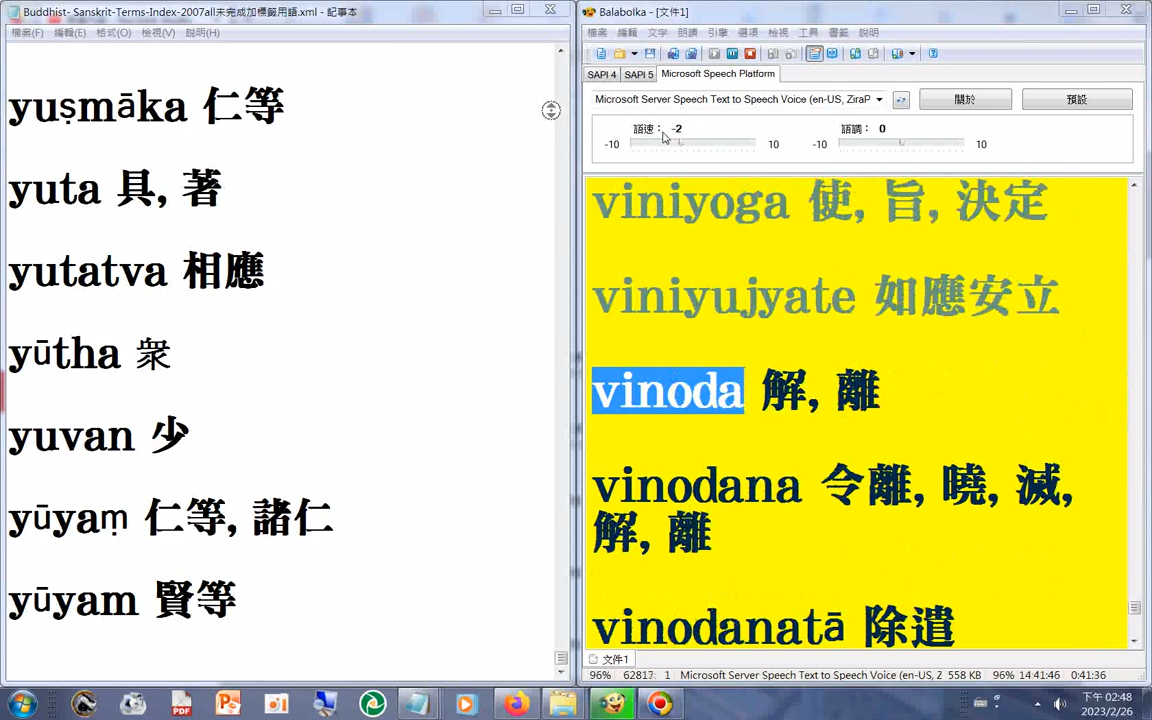 Buddhist- Sanskrit-Terms-Index-2007all未完成加標籤用語.xml - 記事本
檔案(F) 編輯(E) 格式(O) 檢視(V) 說明(H)
yuṣmāka 仁等
yuta 具, 著
yutatva 相應
yūtha 衆
yuvan 少
yūyaṃ 仁等, 諸仁
yūyam 賢等
Balabolka - [文件1]
檔案 編輯 文字 朗讀 引擎 選項 檢視 工具 書籤 說明
SAPI 4 SAPI 5 Microsoft Speech Platform
Microsoft Server Speech Text to Speech Voice (en-US, ZiraP
關於 預設
語速： -2 語調： 0
-10 10 -10 10
viniyoga 使, 旨, 決定
viniyujyate 如應安立
vinoda 解, 離
vinodana 令離, 曉, 滅,
解, 離
vinodanatā 除遣
文件1
96% 62817: 1 Microsoft Server Speech Text to Speech Voice (en-US, Z 558 KB 96% 14:41:46 0:41:36
下午 02:48
2023/2/26